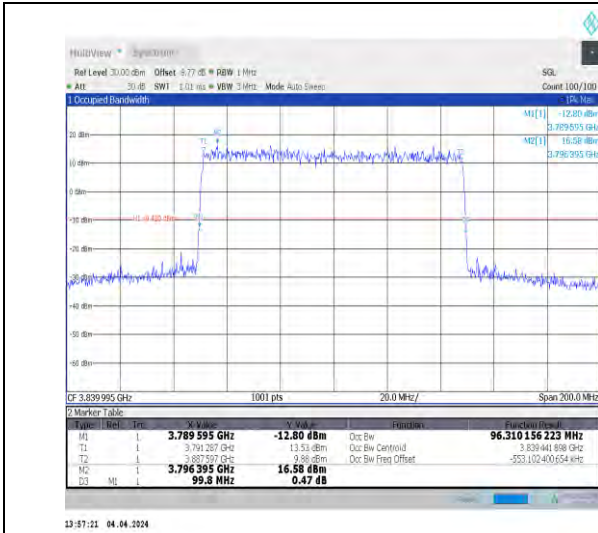 MultiView Spectrum
Ref Level 30.00 dBm Offset 8.77 dB RBW 1 MHz SGL
Att 30 dB SWT 1.01 ms VBW 3 MHz Mode Auto Sweep Count 100/100
1 Occupied Bandwidth 1Pk Max
M1[1] -12.80 dBm
3.789595 GHz
M2[1] 16.58 dBm
3.796395 GHz
20 dBm
M2
T1
T2
10 dBm
0 dBm
-10 dBm
-20 dBm
-30 dBm
-40 dBm
-50 dBm
-60 dBm
CF 3.839995 GHz 1001 pts 20.0 MHz/ Span 200.0 MHz
2 Marker Table
Type Ref Trc X-Value Y-Value Function Function Result
M1 1 3.789 595 GHz -12.80 dBm Occ Bw 96.310 156 223 MHz
T1 1 3.791 287 GHz 13.53 dBm Occ Bw Centroid 3.839 441 898 GHz
T2 1 3.887 597 GHz 9.88 dBm Occ Bw Freq Offset -553.102 400 654 kHz
M2 1 3.796 395 GHz 16.58 dBm
D3 M1 1 99.8 MHz 0.47 dB
13:57:21 04.04.2024